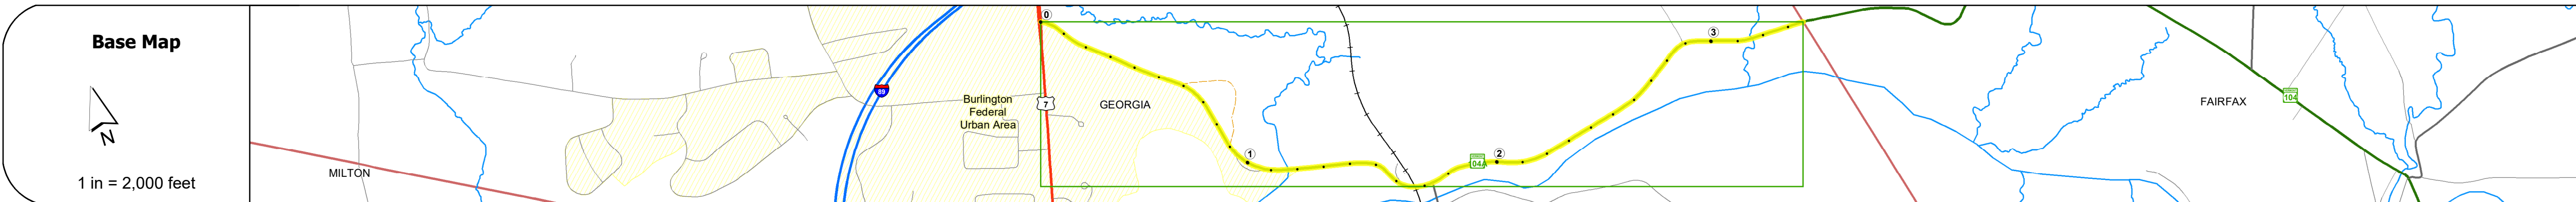 Base Map
N
1 in = 2,000 feet
MILTON
89
Burlington
Federal
Urban Area
0
7
GEORGIA
1
04A
2
3
FAIRFAX
104